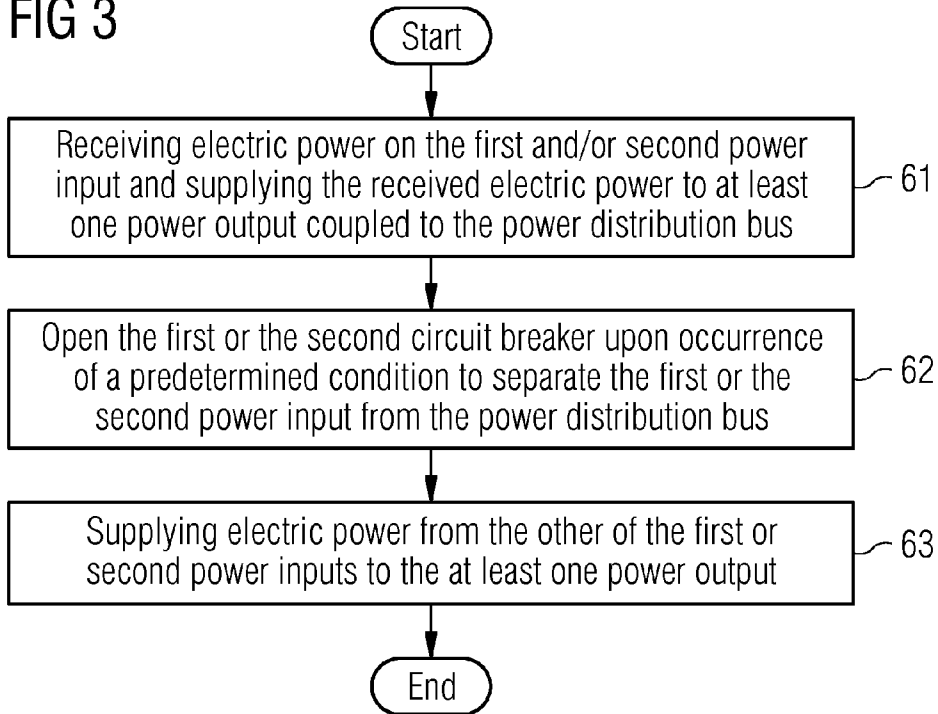 FIG 3
Start
Receiving electric power on the first and/or second power
input and supplying the received electric power to at least
one power output coupled to the power distribution bus
61
Open the first or the second circuit breaker upon occurrence
of a predetermined condition to separate the first or the
second power input from the power distribution bus
62
Supplying electric power from the other of the first or
second power inputs to the at least one power output
63
End